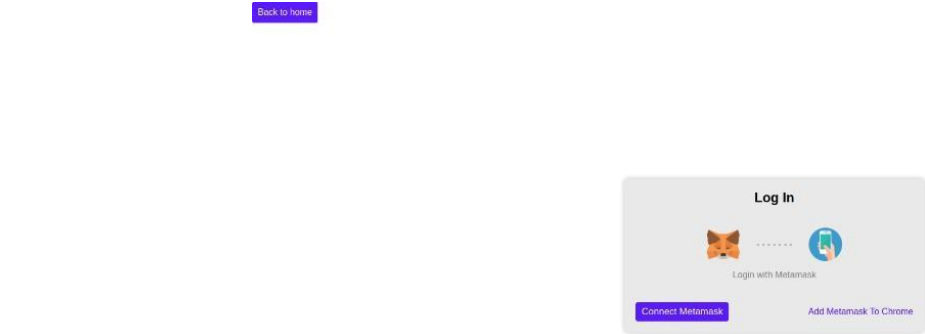 Back to home
Log In
Login with Metamask
Connect Metamask
Add Metamask To Chrome